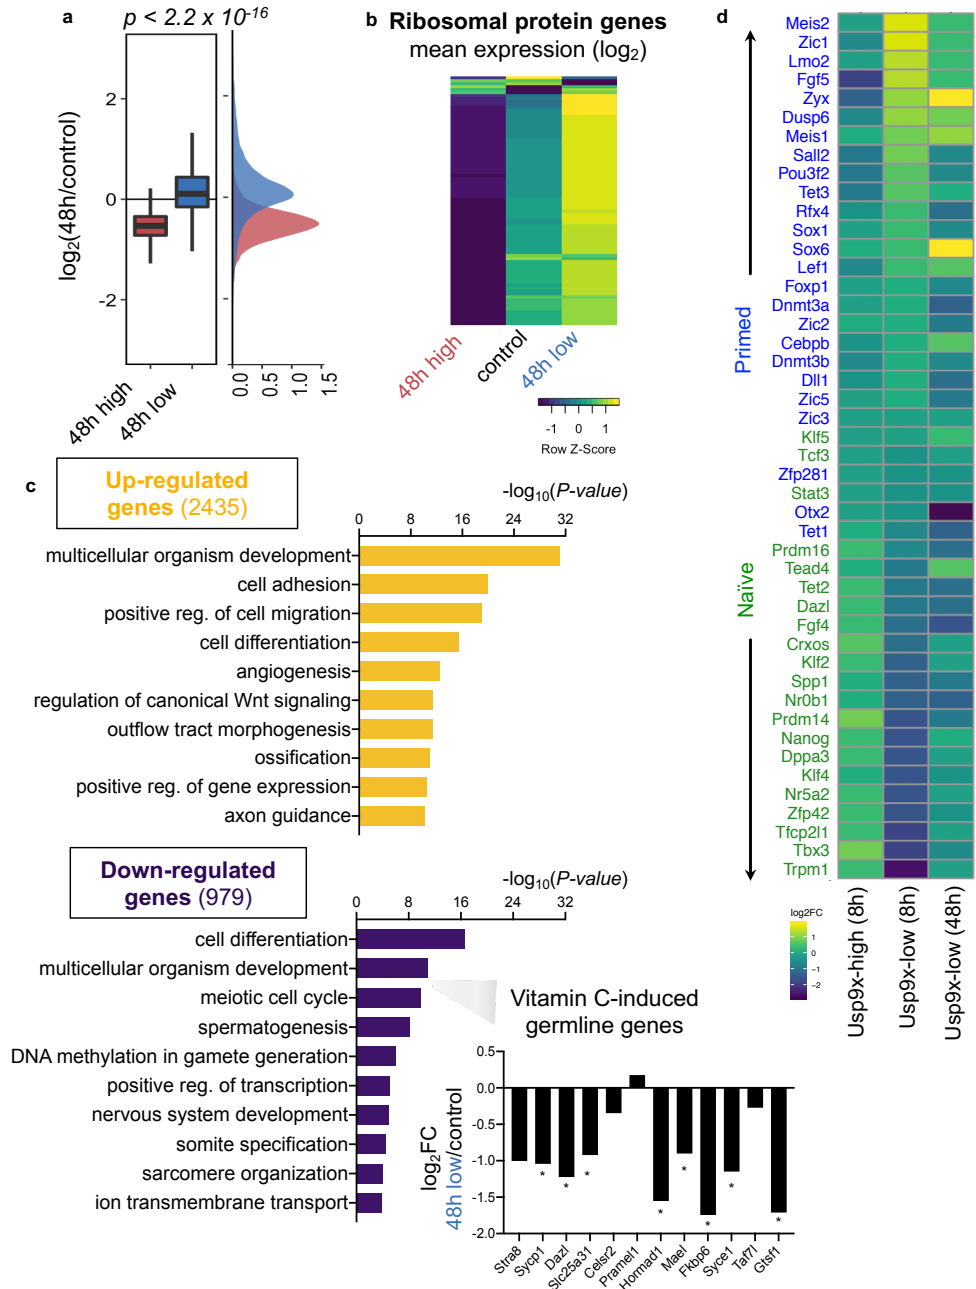 a
p < 2.2 x 10-16
log2(48h/control)
2
0
-2
48h high
48h low
0.0
0.5
1.0
1.5
b
Ribosomal protein genes
mean expression (log2)
48h high
control
48h low
-1
0
1
Row Z-Score
c
Up-regulated
genes (2435)
-log10(P-value)
0
8
16
24
32
multicellular organism development
cell adhesion
positive reg. of cell migration
cell differentiation
angiogenesis
regulation of canonical Wnt signaling
outflow tract morphogenesis
ossification
positive reg. of gene expression
axon guidance
Down-regulated
genes (979)
-log10(P-value)
0
8
16
24
32
cell differentiation
multicellular organism development
meiotic cell cycle
spermatogenesis
DNA methylation in gamete generation
positive reg. of transcription
nervous system development
somite specification
sarcomere organization
ion transmembrane transport
Vitamin C-induced
germline genes
log2FC
48h low/control
0.5
0.0
-0.5
-1.0
-1.5
-2.0
*
*
*
*
*
*
*
*
Stra8
Sycp1
Dazl
Slc25a31
Celsr2
Pramel1
Hormad1
Mael
Fkbp6
Syce1
Taf7l
Gtsf1
d
Primed
Naïve
Meis2
Zic1
Lmo2
Fgf5
Zyx
Dusp6
Meis1
Sall2
Pou3f2
Tet3
Rfx4
Sox1
Sox6
Lef1
Foxp1
Dnmt3a
Zic2
Cebpb
Dnmt3b
Dll1
Zic5
Zic3
Klf5
Tcf3
Zfp281
Stat3
Otx2
Tet1
Prdm16
Tead4
Tet2
Dazl
Fgf4
Crxos
Klf2
Spp1
Nr0b1
Prdm14
Nanog
Dppa3
Klf4
Nr5a2
Zfp42
Tfcp2l1
Tbx3
Trpm1
log2FC
1
0
-1
-2
Usp9x-high (8h)
Usp9x-low (8h)
Usp9x-low (48h)